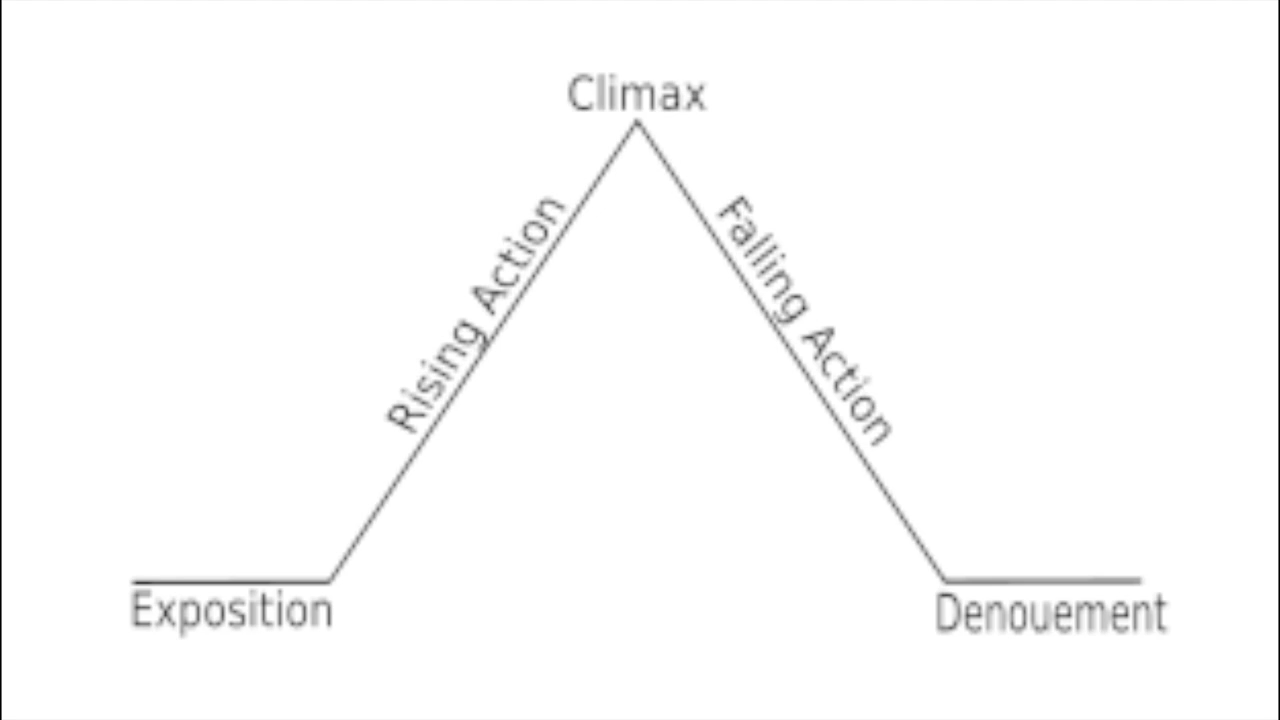 Climax
Rising Action
Falling Action
Exposition
Denouement